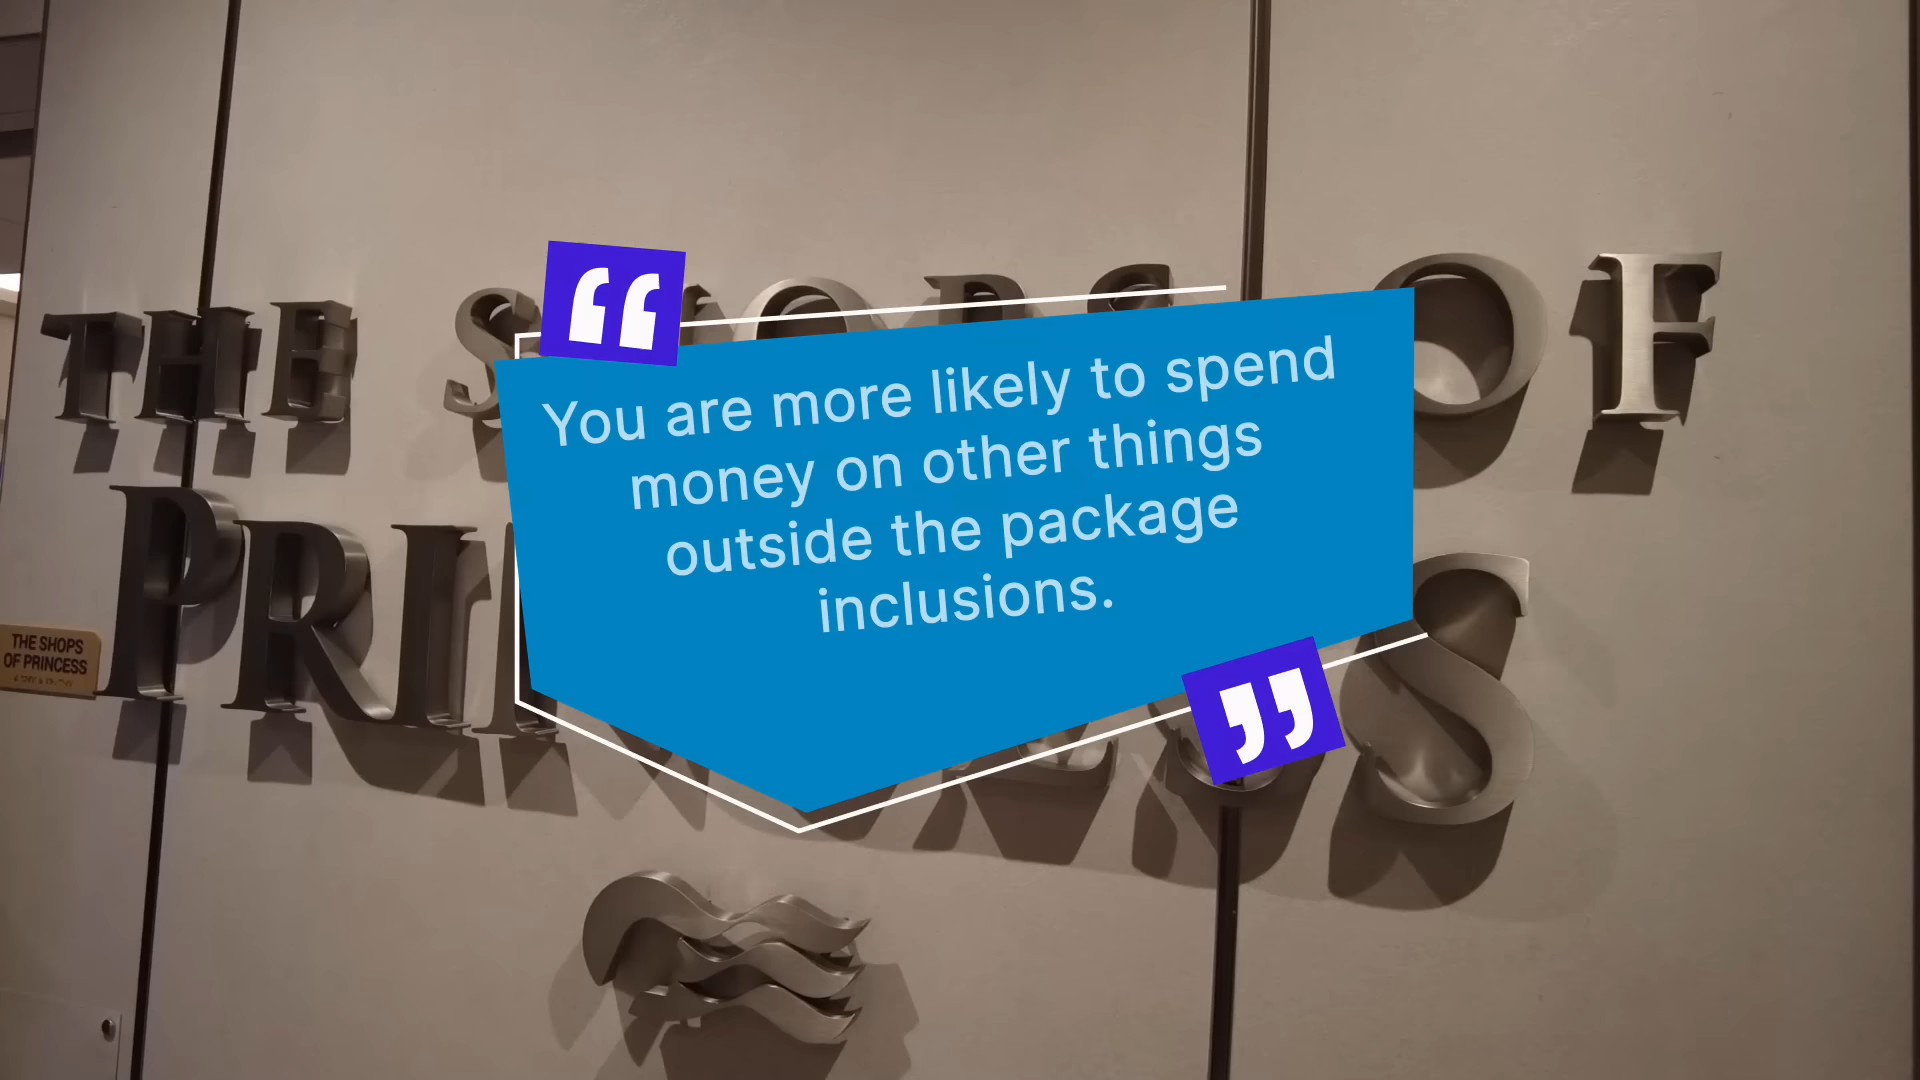 THE S OF
PRI S
THE SHOPS
OF PRINCESS
“
You are more likely to spend
money on other things
outside the package
inclusions.
”